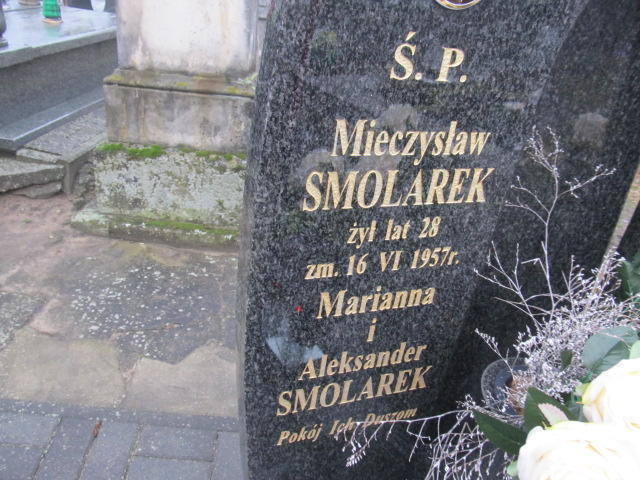 Ś. P.
Mieczysław
SMOLAREK
żył lat 28
zm. 16 VI 1957r.
Marianna
i
Aleksander
SMOLAREK
Pokój Ich Duszom